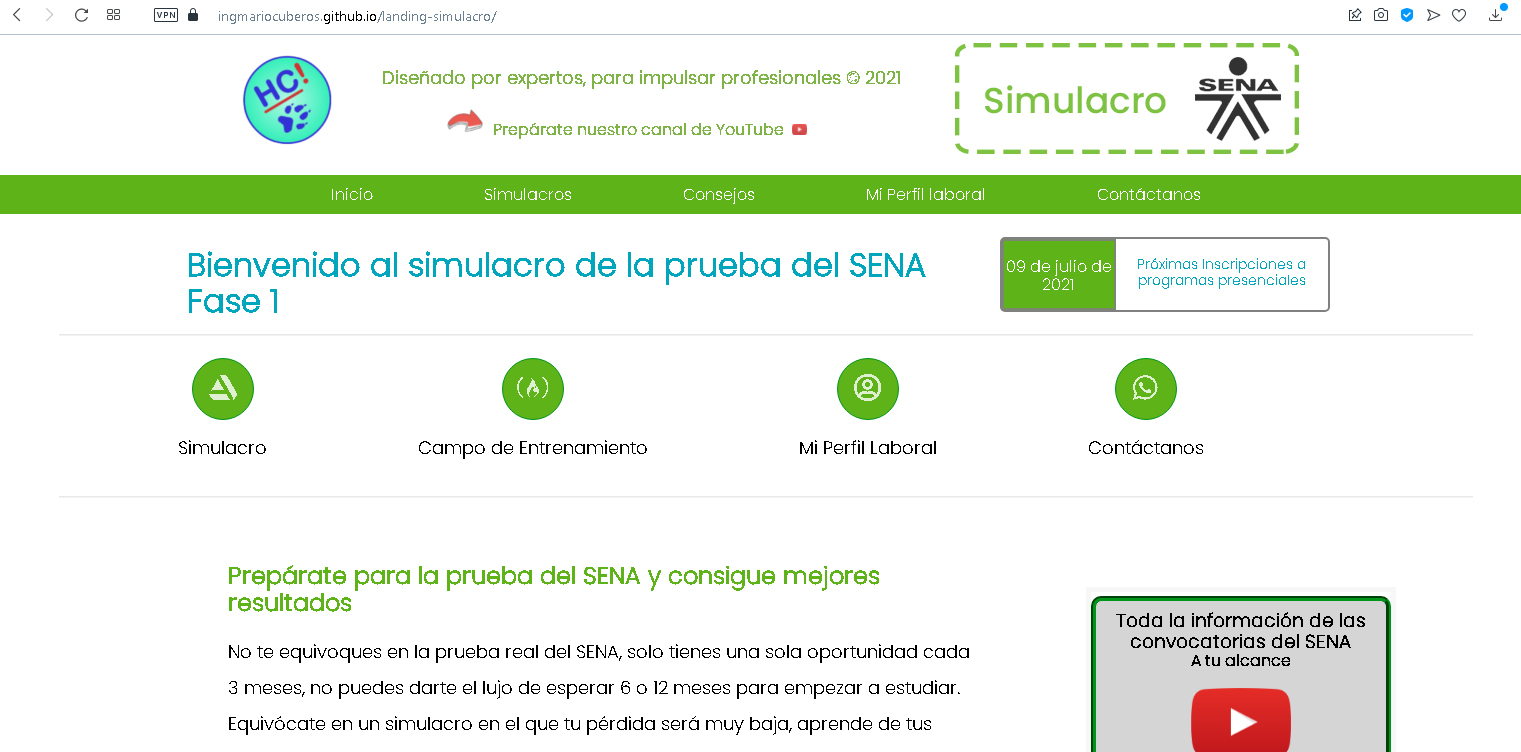 VPN
ingmariocuberos.github.io/landing-simulacro/
HC!
Diseñado por expertos, para impulsar profesionales © 2021
Prepárate nuestro canal de YouTube
Simulacro
SENA
Inicio
Simulacros
Consejos
Mi Perfil laboral
Contáctanos
Bienvenido al simulacro de la prueba del SENA
Fase 1
09 de julio de
2021
Próximas Inscripciones a
programas presenciales
Simulacro
Campo de Entrenamiento
Mi Perfil Laboral
Contáctanos
Prepárate para la prueba del SENA y consigue mejores
resultados
No te equivoques en la prueba real del SENA, solo tienes una sola oportunidad cada
3 meses, no puedes darte el lujo de esperar 6 o 12 meses para empezar a estudiar.
Equivócate en un simulacro en el que tu pérdida será muy baja, aprende de tus
Toda la información de las
convocatorias del SENA
A tu alcance